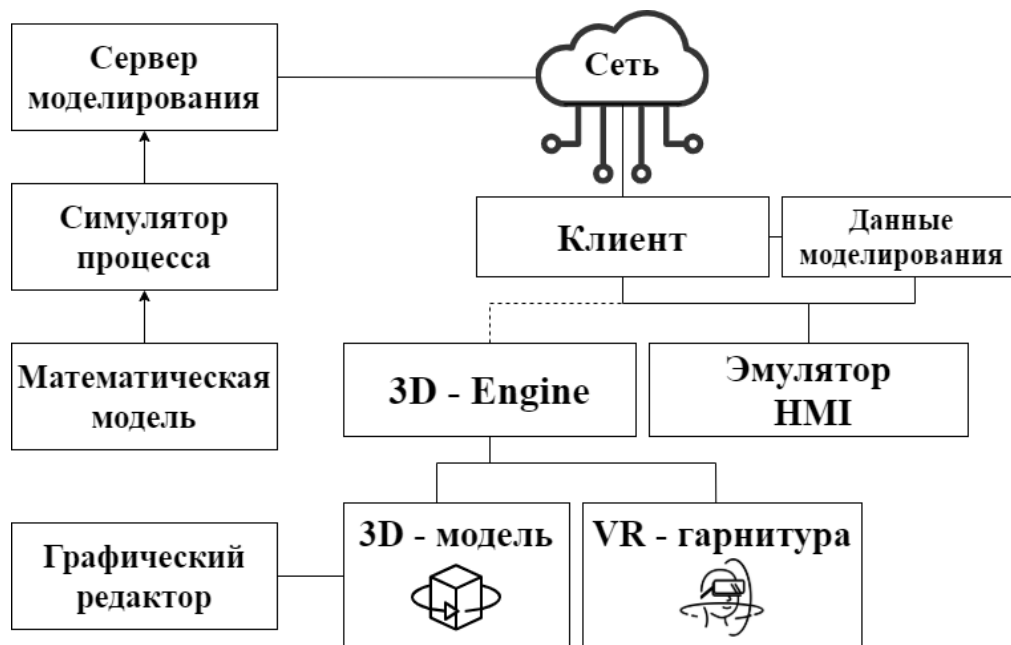 Сервер
моделирования
Сеть
Симулятор
процесса
Клиент
Данные
моделирования
Математическая
модель
3D - Engine
Эмулятор
HMI
Графический
редактор
3D - модель
VR - гарнитура